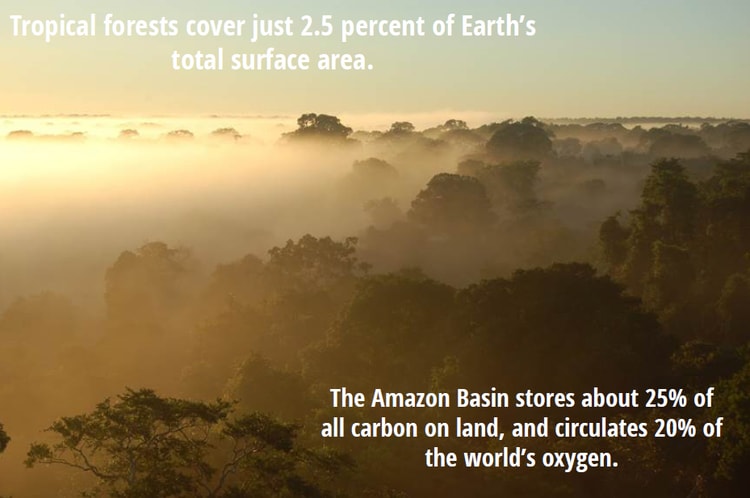 Tropical forests cover just 2.5 percent of Earth’s
total surface area.
The Amazon Basin stores about 25% of
all carbon on land, and circulates 20% of
the world’s oxygen.